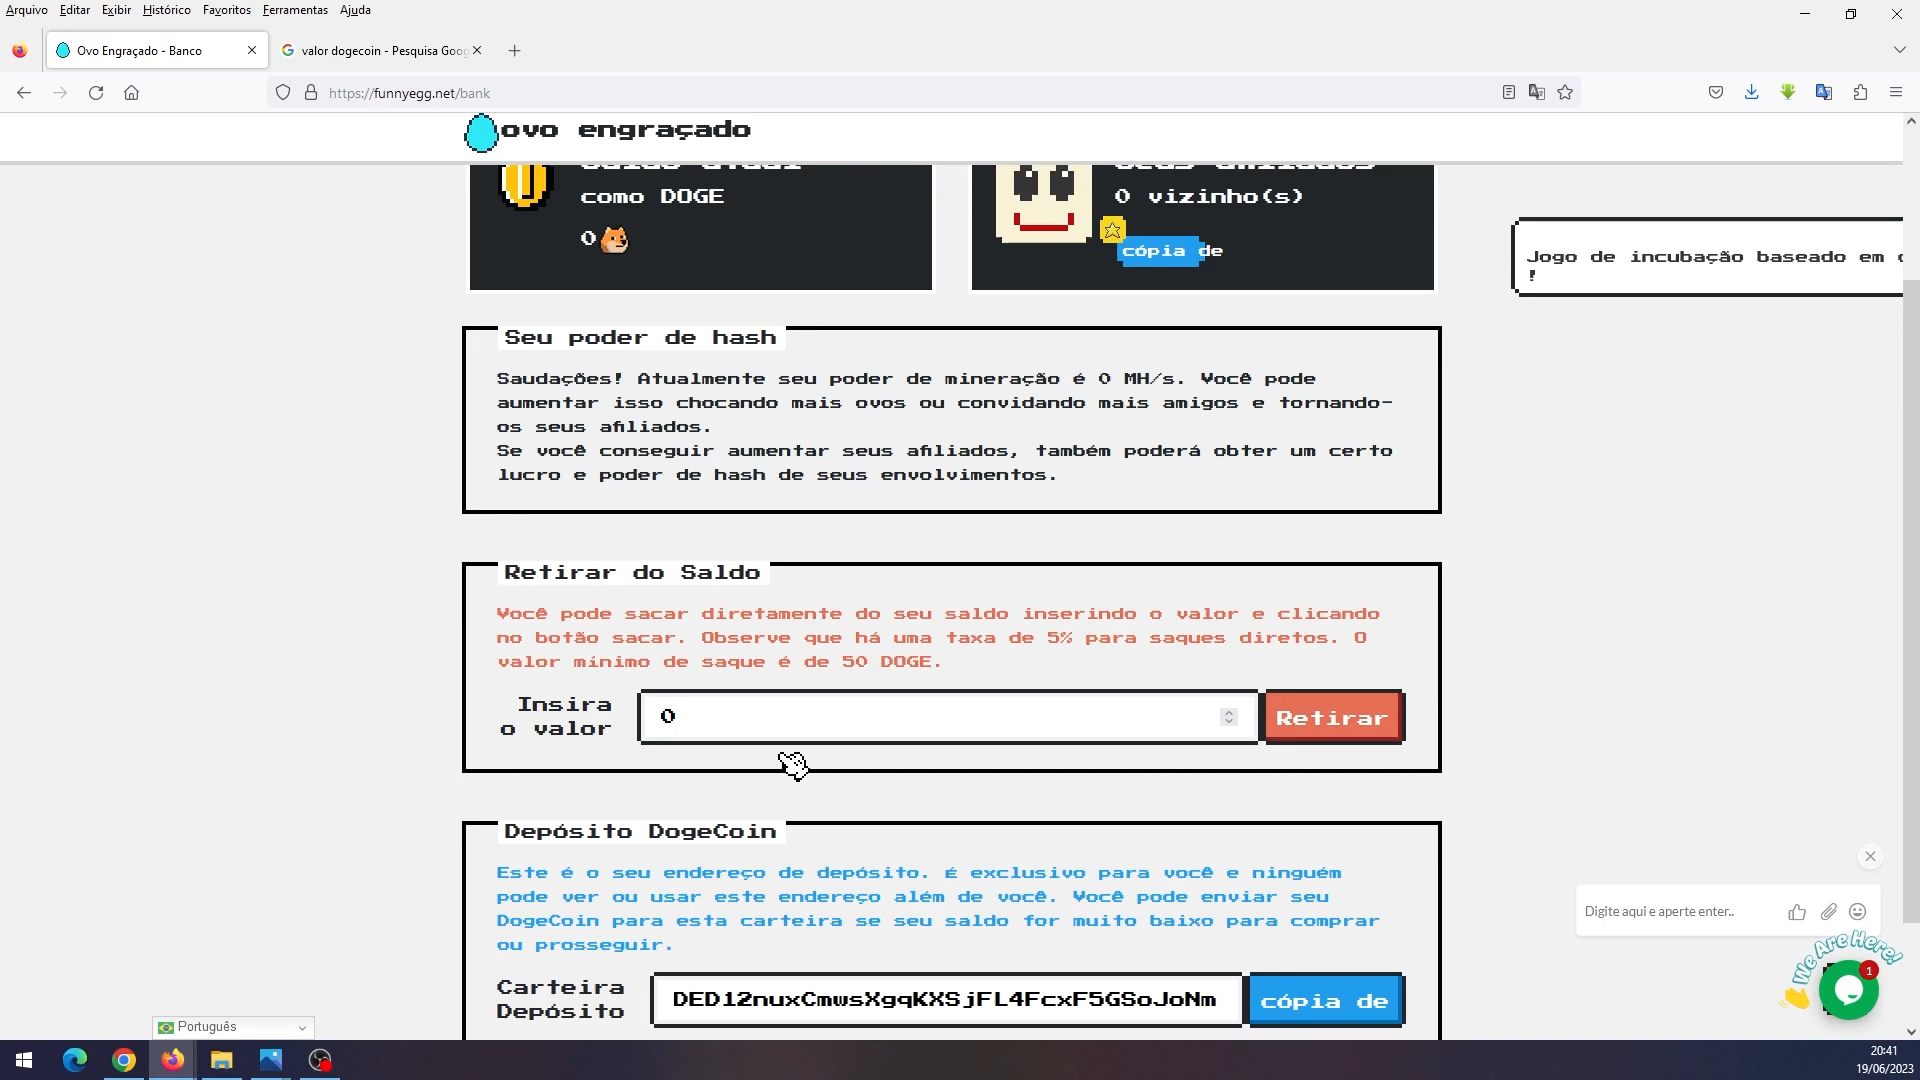 Arquivo Editar Exibir Histórico Favoritos Ferramentas Ajuda
Ovo Engraçado - Banco
valor dogecoin - Pesquisa Goog
https://funnyegg.net/bank
ovo engraçado
como DOGE
0
0 vizinho(s)
cópia de
Jogo de incubação baseado em
!
Seu poder de hash
Saudações! Atualmente seu poder de mineração é 0 MH/s. Você pode
aumentar isso chocando mais ovos ou convidando mais amigos e tornando-
os seus afiliados.
Se você conseguir aumentar seus afiliados, também poderá obter um certo
lucro e poder de hash de seus envolvimentos.
Retirar do Saldo
Você pode sacar diretamente do seu saldo inserindo o valor e clicando
no botão sacar. Observe que há uma taxa de 5% para saques diretos. O
valor mínimo de saque é de 50 DOGE.
Insira
o valor
0
Retirar
Depósito DogeCoin
Este é o seu endereço de depósito. É exclusivo para você e ninguém
pode ver ou usar este endereço além de você. Você pode enviar seu
DogeCoin para esta carteira se seu saldo for muito baixo para comprar
ou prosseguir.
Carteira
Depósito
DEDi2nuxCmwsXgqKXSjFL4FcxF5GSoJoNm
cópia de
Digite aqui e aperte enter..
We Are Here!
1
Português
20:41
19/06/2023